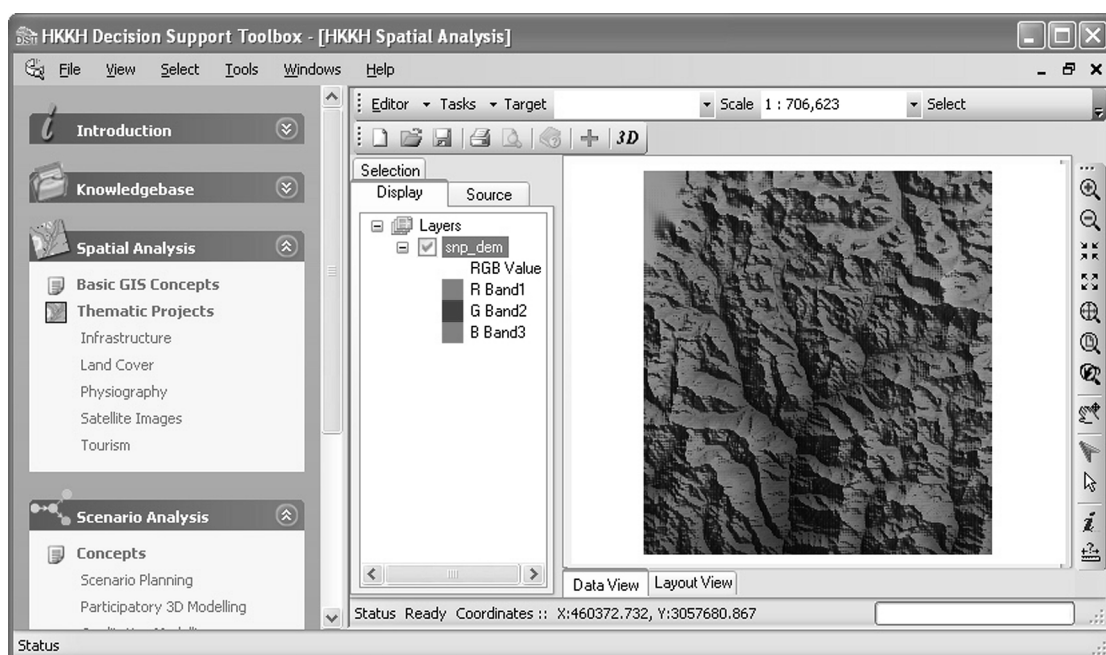 HKKH Decision Support Toolbox - [HKKH Spatial Analysis]
File View Select Tools Windows Help
Introduction
Knowledgebase
Spatial Analysis
Basic GIS Concepts
Thematic Projects
Infrastructure
Land Cover
Physiography
Satellite Images
Tourism
Scenario Analysis
Concepts
Scenario Planning
Participatory 3D Modelling
Editor Tasks Target Scale 1 : 706,623 Select
3D
Selection
Display Source
Layers
snp_dem
RGB Value
R Band1
G Band2
B Band3
Data View Layout View
Status Ready Coordinates :: X:460372.732, Y:3057680.867
Status